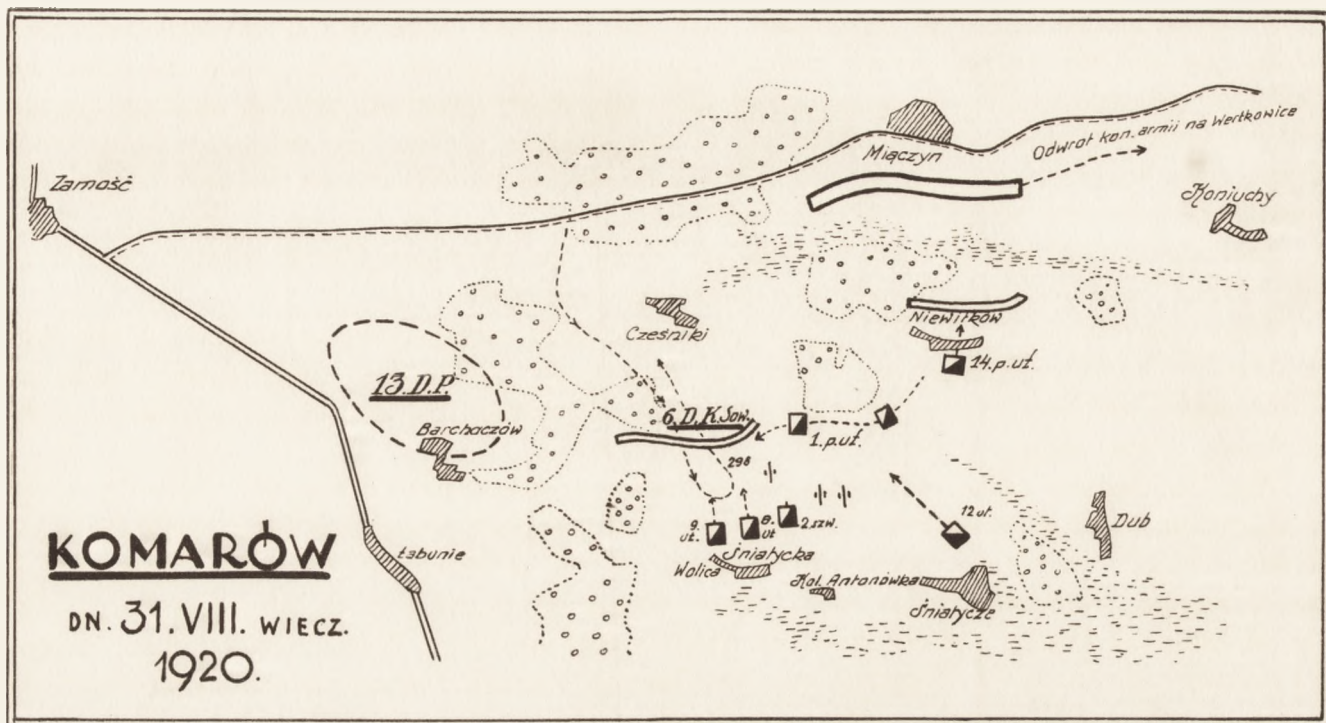 Zamość
Miączyn
Odwrót kon. armii na Werbkowice
Koniuchy
Cześniki
Niewirków
14.p.uł.
13.D.P.
Barchaczów
6.D.K.Sow.
1.p.uł.
298
9.
uł.
8.
uł
2 szw.
12 uł.
Dub
Wolica
Śniatycka
Kol. Antonówka
Śniatycze
Łabunie
KOMARÓW
DN. 31.VIII. WIECZ.
1920.